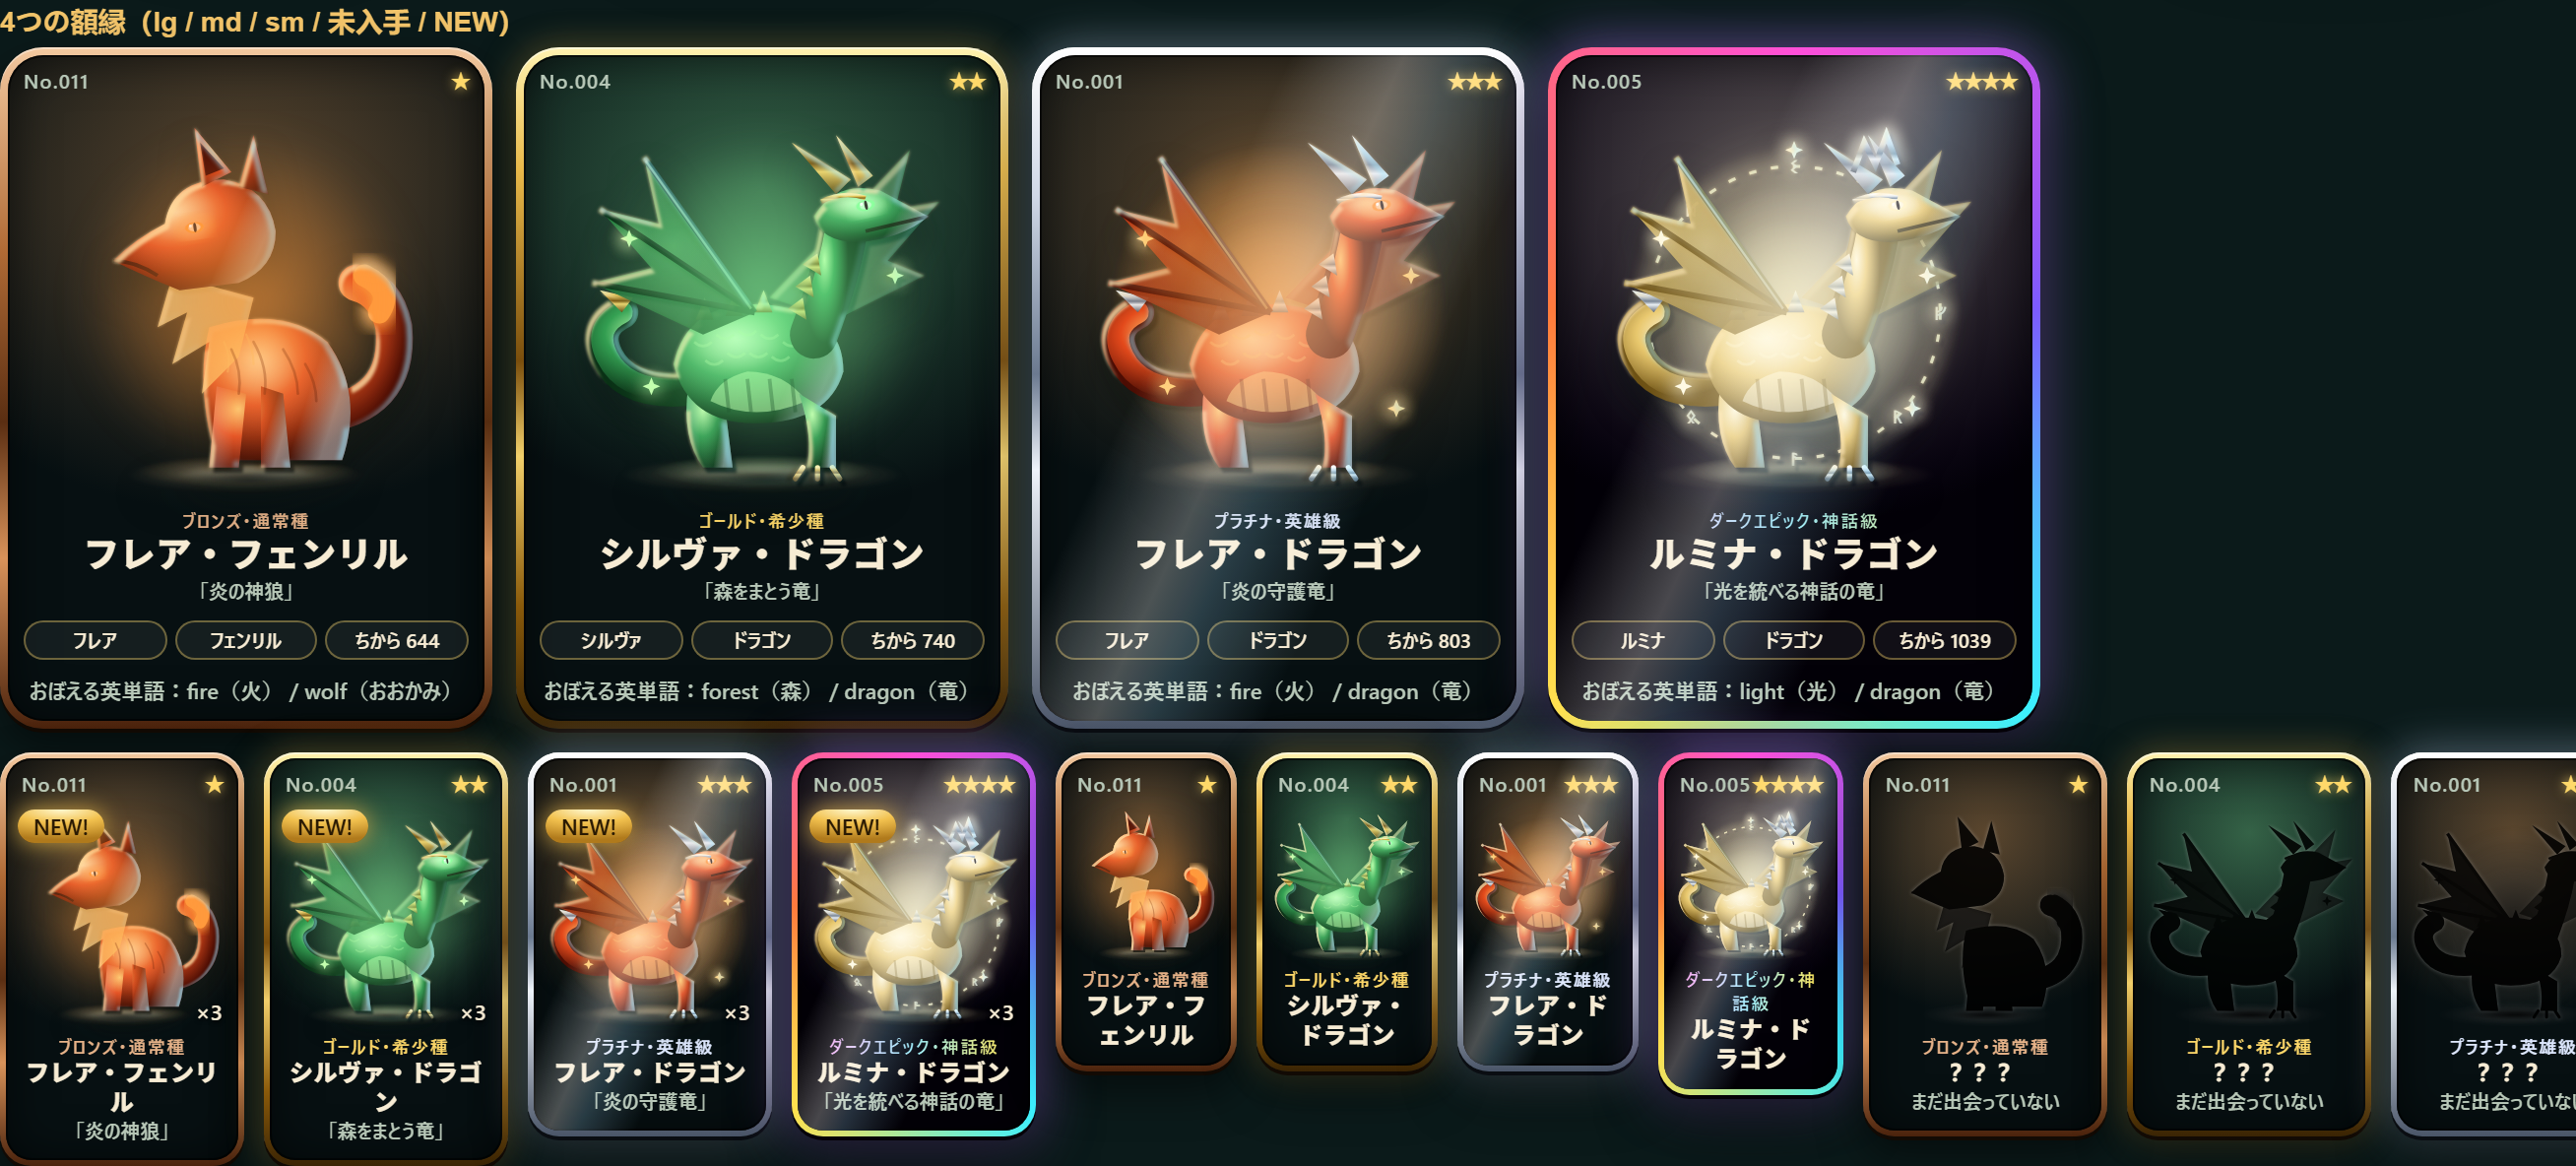 4つの額縁（lg / md / sm / 未入手 / NEW）
No.011 ★
ブロンズ・通常種
フレア・フェンリル
「炎の神狼」
フレア フェンリル ちから 644
おぼえる英単語：fire（火） / wolf（おおかみ）
No.004 ★★
ゴールド・希少種
シルヴァ・ドラゴン
「森をまとう竜」
シルヴァ ドラゴン ちから 740
おぼえる英単語：forest（森） / dragon（竜）
No.001 ★★★
プラチナ・英雄級
フレア・ドラゴン
「炎の守護竜」
フレア ドラゴン ちから 803
おぼえる英単語：fire（火） / dragon（竜）
No.005 ★★★★
ダークエピック・神話級
ルミナ・ドラゴン
「光を統べる神話の竜」
ルミナ ドラゴン ちから 1039
おぼえる英単語：light（光） / dragon（竜）
No.011 ★
NEW!
×3
ブロンズ・通常種
フレア・フェンリ
ル
「炎の神狼」
No.004 ★★
NEW!
×3
ゴールド・希少種
シルヴァ・ドラゴ
ン
「森をまとう竜」
No.001 ★★★
NEW!
×3
プラチナ・英雄級
フレア・ドラゴン
「炎の守護竜」
No.005 ★★★★
NEW!
×3
ダークエピック・神話級
ルミナ・ドラゴン
「光を統べる神話の竜」
No.011 ★
ブロンズ・通常種
フレア・フ
ェンリル
No.004 ★★
ゴールド・希少種
シルヴァ・
ドラゴン
No.001 ★★★
プラチナ・英雄級
フレア・ド
ラゴン
No.005★★★★
ダークエピック・神
話級
ルミナ・ド
ラゴン
No.011 ★
ブロンズ・通常種
？？？
まだ出会っていない
No.004 ★★
ゴールド・希少種
？？？
まだ出会っていない
No.001
プラチナ・英雄級
？？？
まだ出会っていな